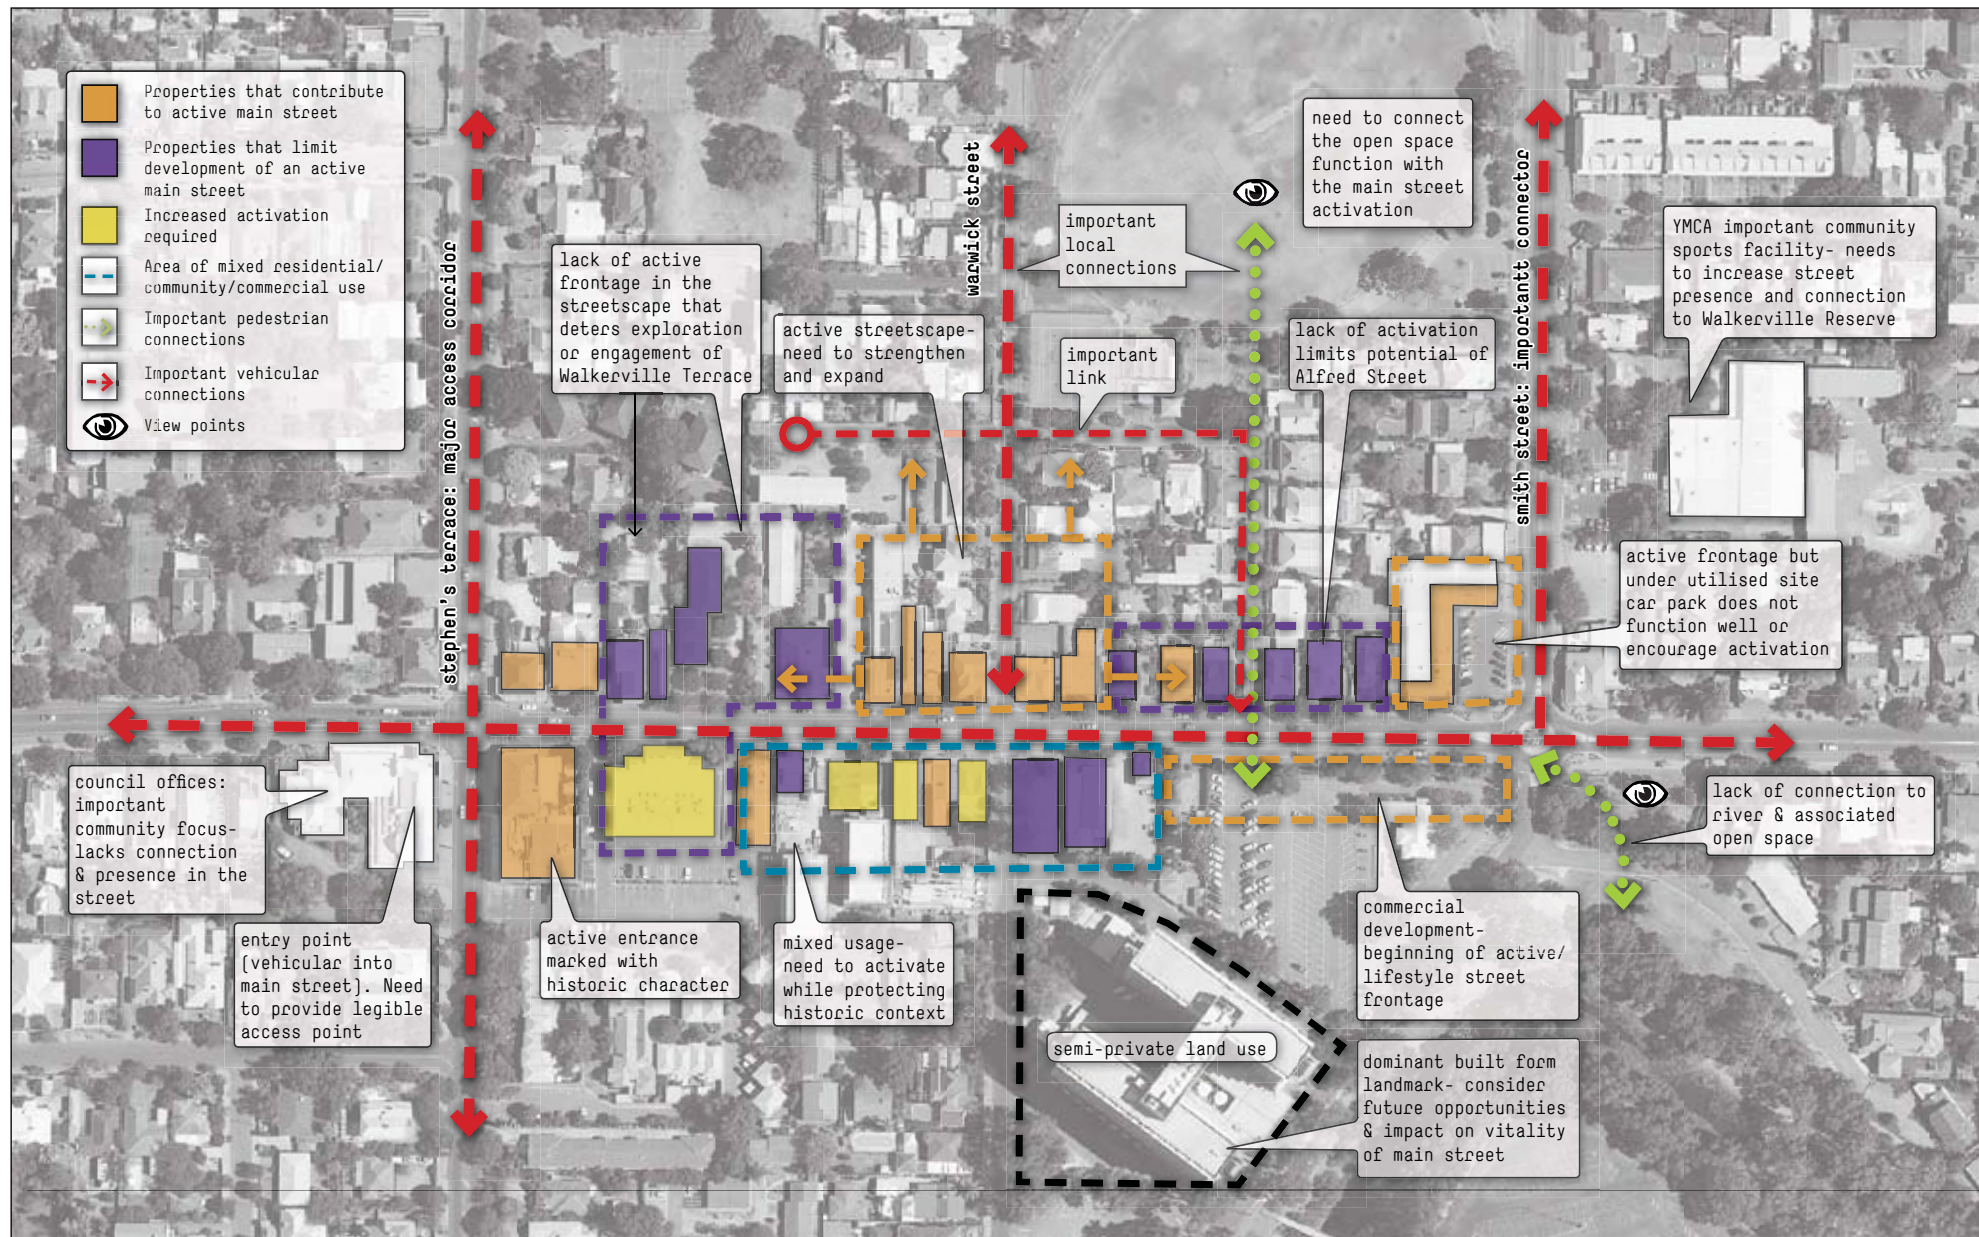 Properties that contribute
to active main street
Properties that limit
development of an active
main street
Increased activation
required
Area of mixed residential/
community/commercial use
Important pedestrian
connections
Important vehicular
connections
View points
stephen's terrace: major access corridor
lack of active
frontage in the
streetscape that
deters exploration
or engagement of
Walkerville Terrace
active streetscape-
need to strengthen
and expand
warwick street
important
local
connections
important
link
need to connect
the open space
function with
the main street
activation
lack of activation
limits potential of
Alfred Street
smith street: importantt connector
YMCA important community
sports facility- needs
to increase street
presence and connection
to Walkerville Reserve
active frontage but
under utilised site
car park does not
function well or
encourage activation
council offices:
important
community focus-
lacks connection
& presence in the
street
entry point
(vehicular into
main street). Need
to provide legible
access point
active entrance
marked with
historic character
mixed usage-
need to activate
while protecting
historic context
semi-private land use
commercial
development-
beginning of active/
lifestyle street
frontage
dominant built form
landmark- consider
future opportunities
& impact on vitality
of main street
lack of connection to
river & associated
open space